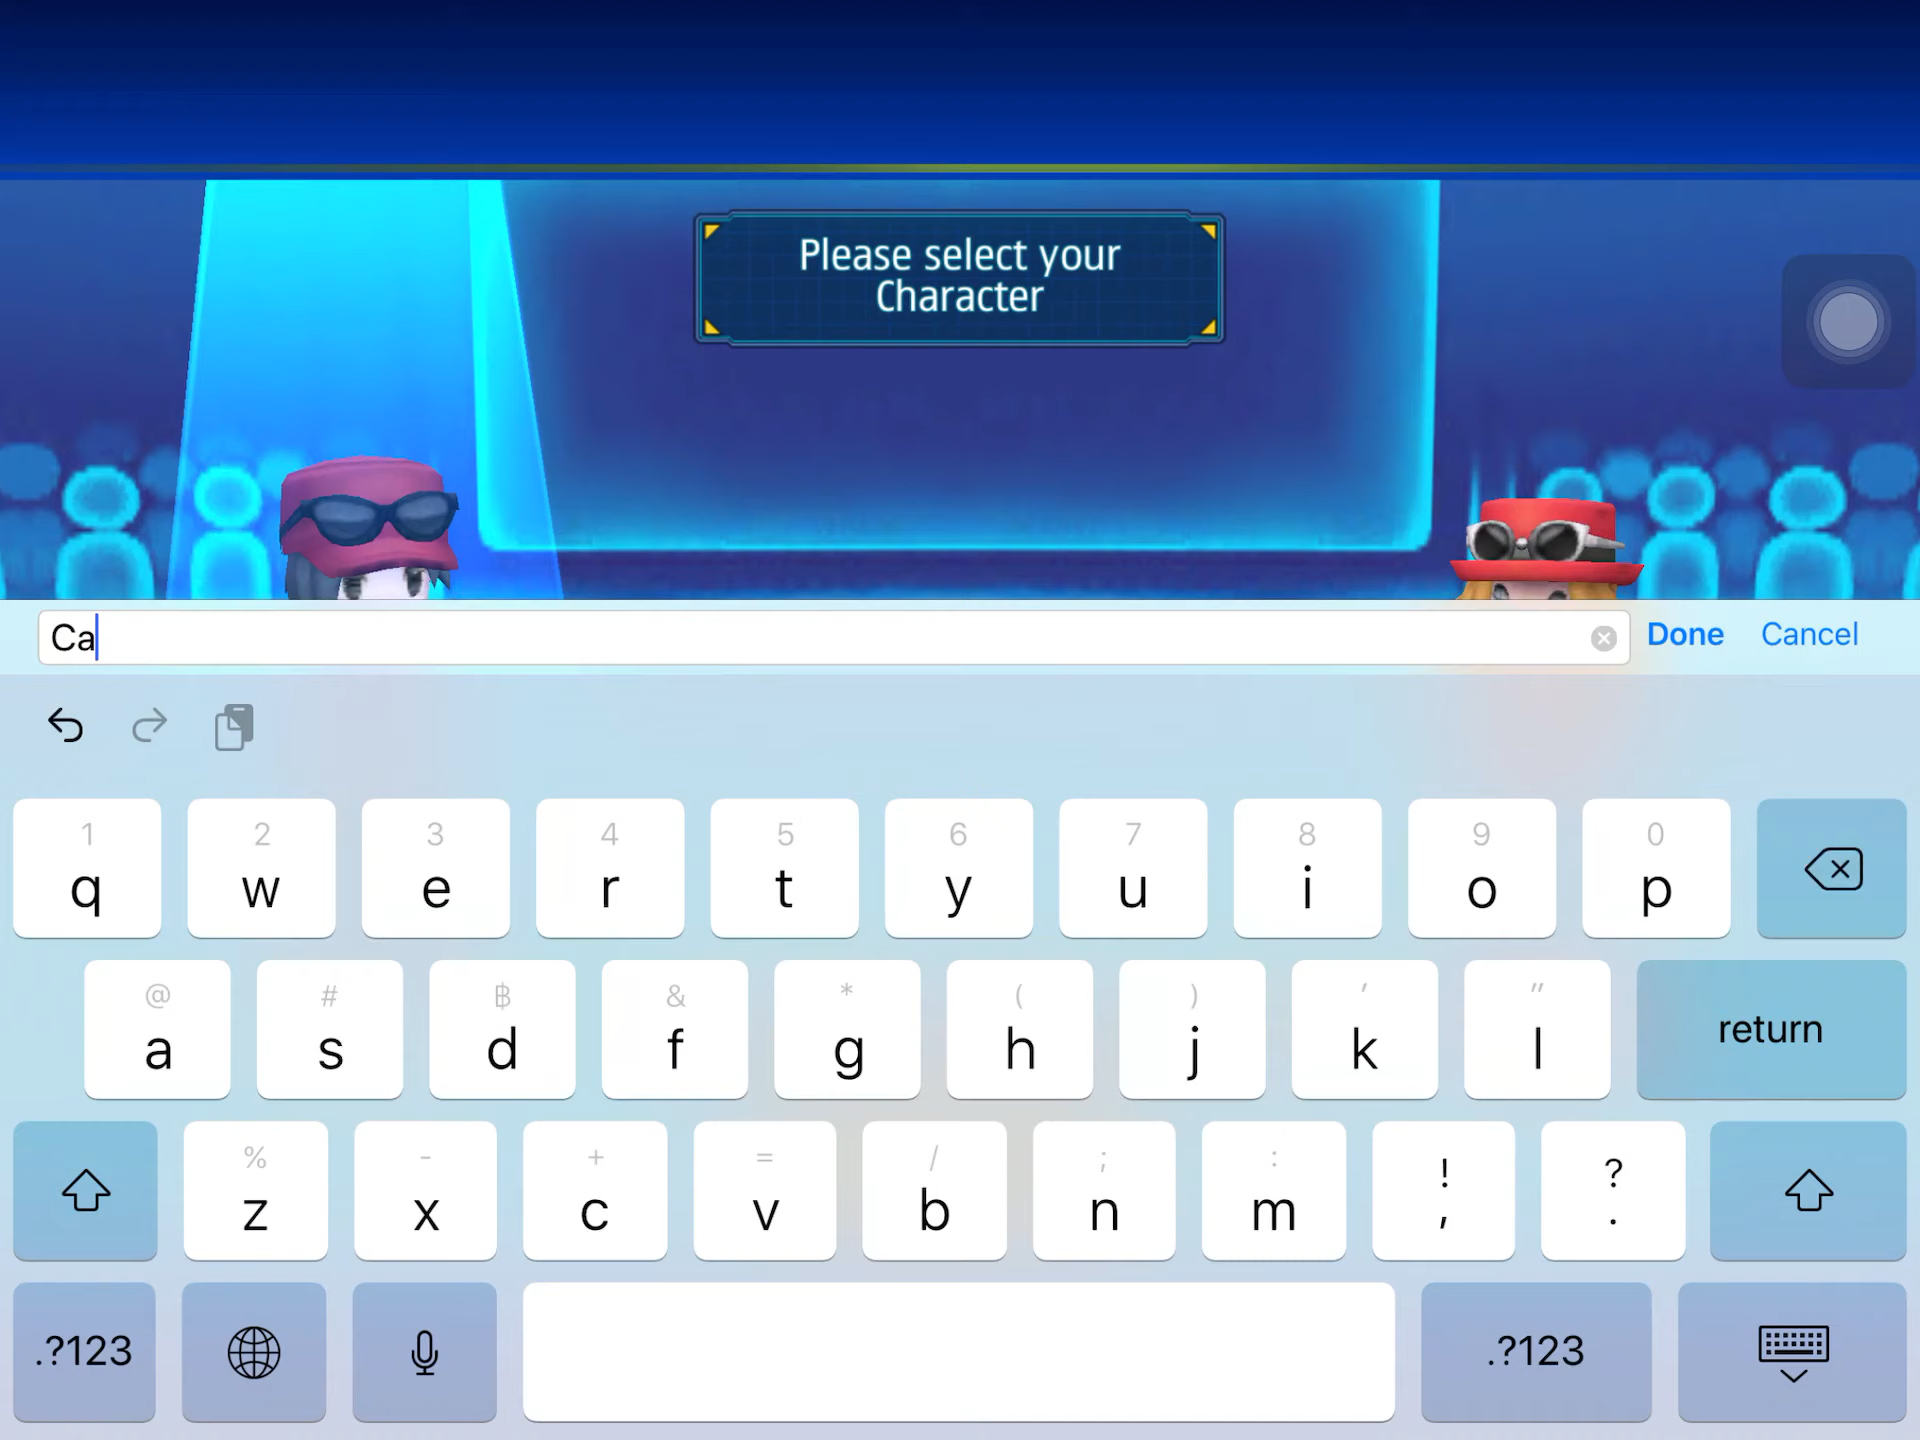 Please select your
Character
Ca
Done Cancel
1 2 3 4 5 6 7 8 9 0
q w e r t y u i o p
@ # ฿ & * ( ) ' "
a s d f g h j k l return
% - + = / ; : ! ?
z x c v b n m , .
.?123 .?123